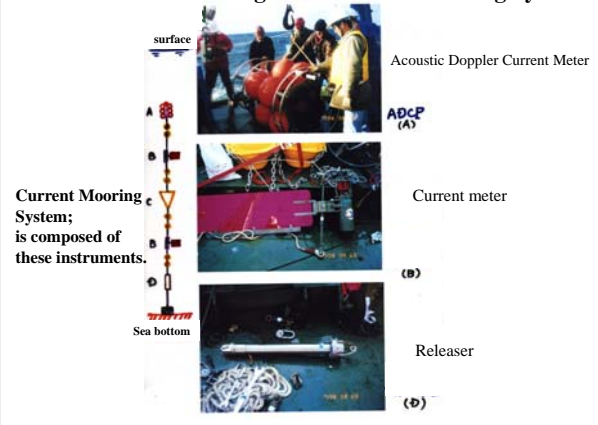 surface
Acoustic Doppler Current Meter
A
ADCP
(A)
B
Current Mooring
System;
is composed of
these instruments.
C
Current meter
B
(B)
D
Sea bottom
Releaser
(D)